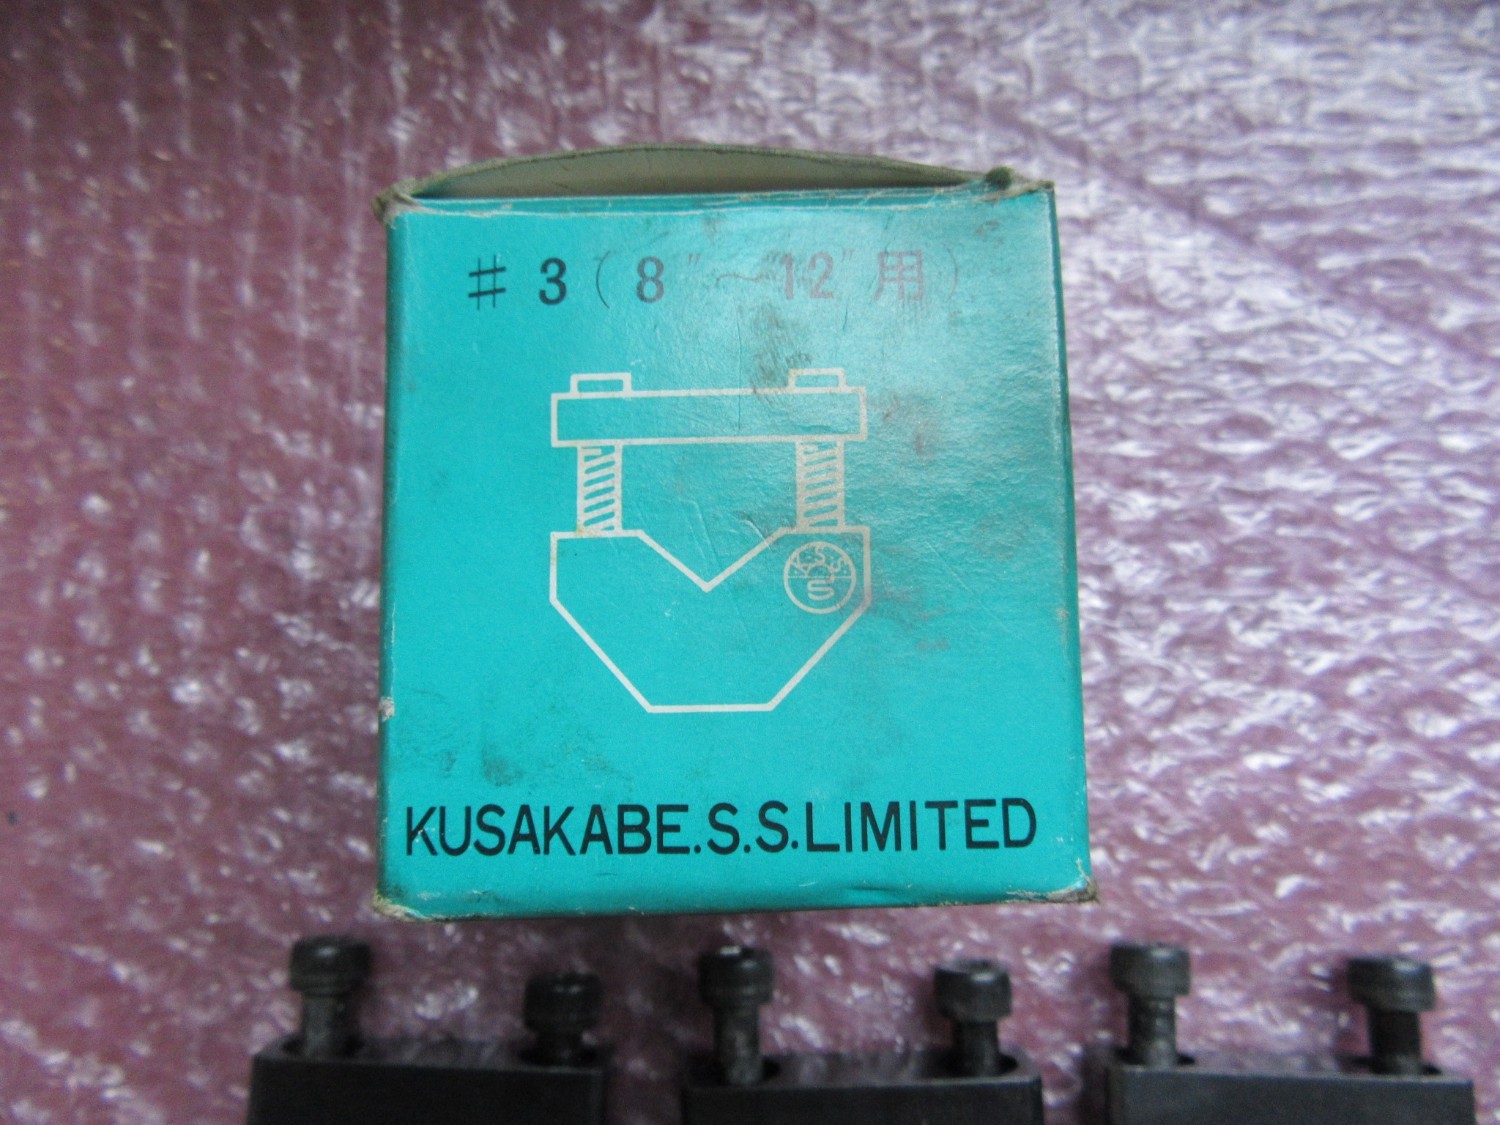 # 3 ( 8" ~ 12" 用 )
K.S.S.
S
KUSAKABE.S.S.LIMITED